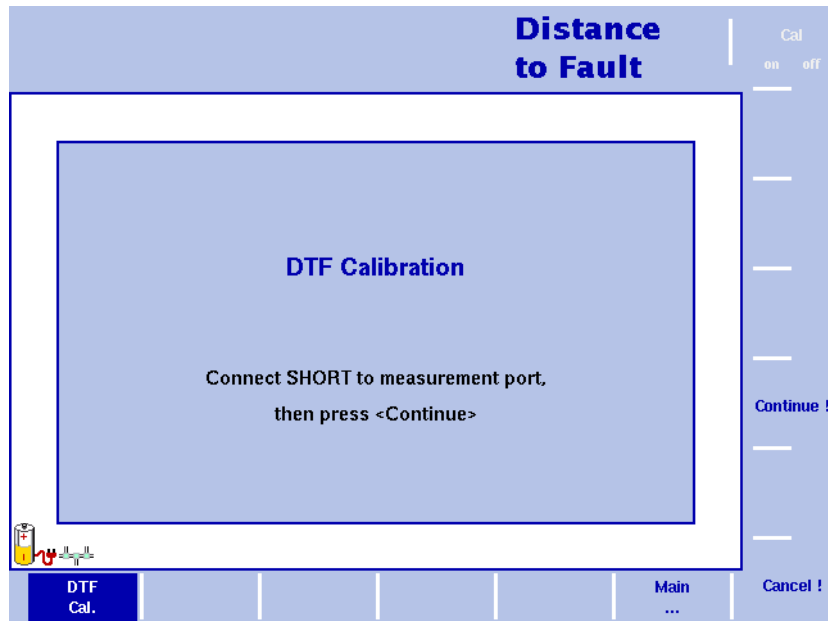 Distance
to Fault
Cal
on off
DTF Calibration
Connect SHORT to measurement port,
then press <Continue>
Continue !
DTF
Cal.
Main
...
Cancel !